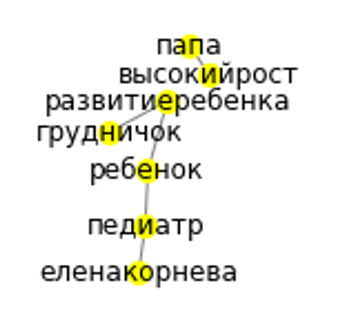 папа
высокийрост
развитиеребенка
грудничок
ребенок
педиатр
еленакорнева